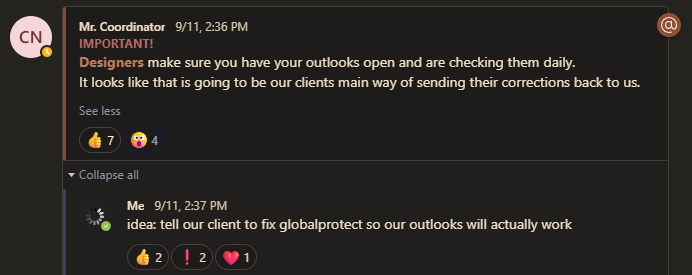 CN
Mr. Coordinator 9/11, 2:36 PM
@
IMPORTANT!
Designers make sure you have your outlooks open and are checking them daily.
It looks like that is going to be our clients main way of sending their corrections back to us.
See less
👍 7 😱 4
Collapse all
Me 9/11, 2:37 PM
idea: tell our client to fix globalprotect so our outlooks will actually work
👍 2 ❗ 2 ❤️ 1